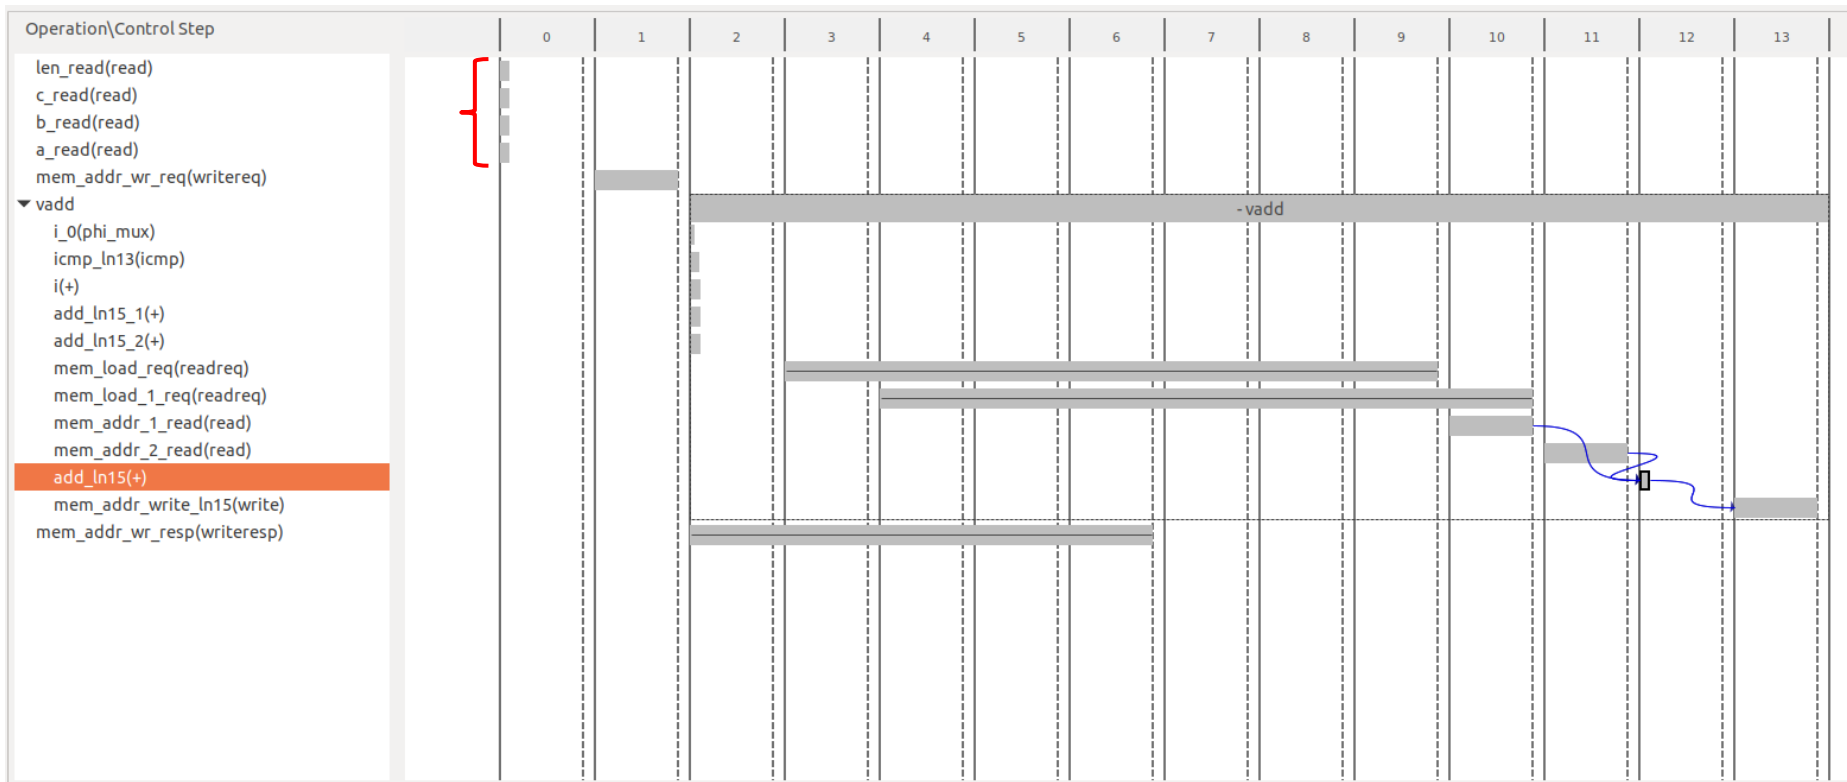 Operation\Control Step
0 1 2 3 4 5 6 7 8 9 10 11 12 13
len_read(read)
c_read(read)
b_read(read)
a_read(read)
mem_addr_wr_req(writereq)
vadd
-vadd
i_0(phi_mux)
icmp_ln13(icmp)
i(+)
add_ln15_1(+)
add_ln15_2(+)
mem_load_req(readreq)
mem_load_1_req(readreq)
mem_addr_1_read(read)
mem_addr_2_read(read)
add_ln15(+)
mem_addr_write_ln15(write)
mem_addr_wr_resp(writeresp)